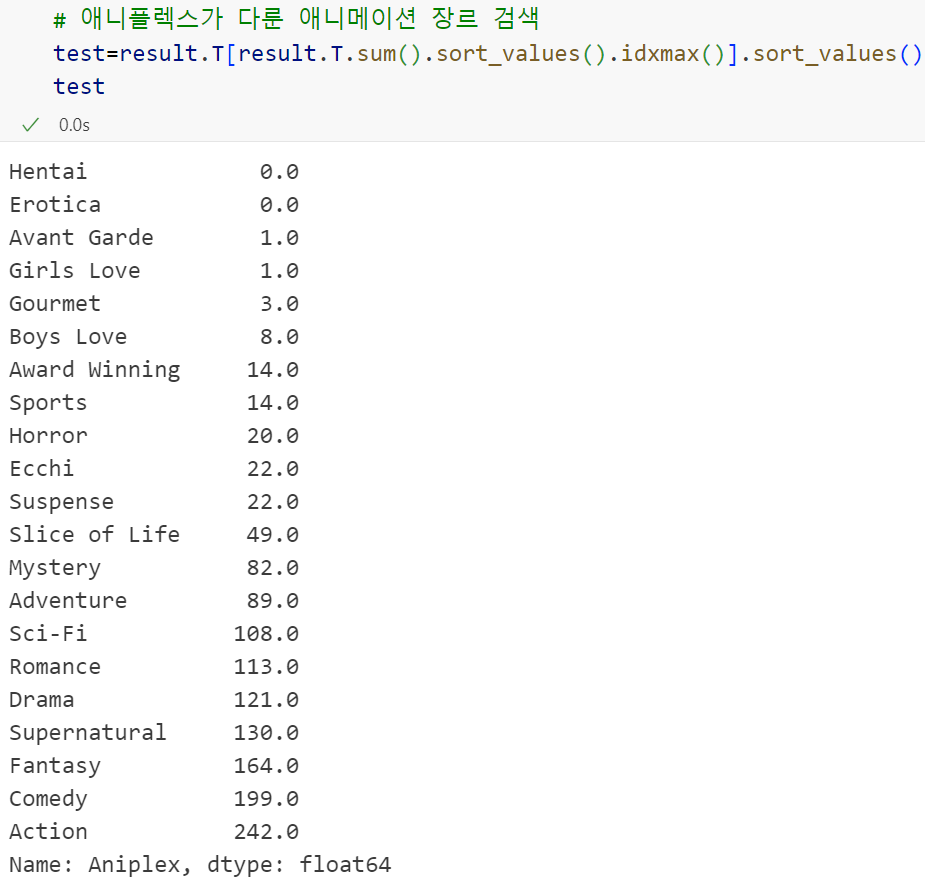 # 애니플렉스가 다룬 애니메이션 장르 검색
test=result.T[result.T.sum().sort_values().idxmax()].sort_values()
test
0.0s
Hentai 0.0
Erotica 0.0
Avant Garde 1.0
Girls Love 1.0
Gourmet 3.0
Boys Love 8.0
Award Winning 14.0
Sports 14.0
Horror 20.0
Ecchi 22.0
Suspense 22.0
Slice of Life 49.0
Mystery 82.0
Adventure 89.0
Sci-Fi 108.0
Romance 113.0
Drama 121.0
Supernatural 130.0
Fantasy 164.0
Comedy 199.0
Action 242.0
Name: Aniplex, dtype: float64